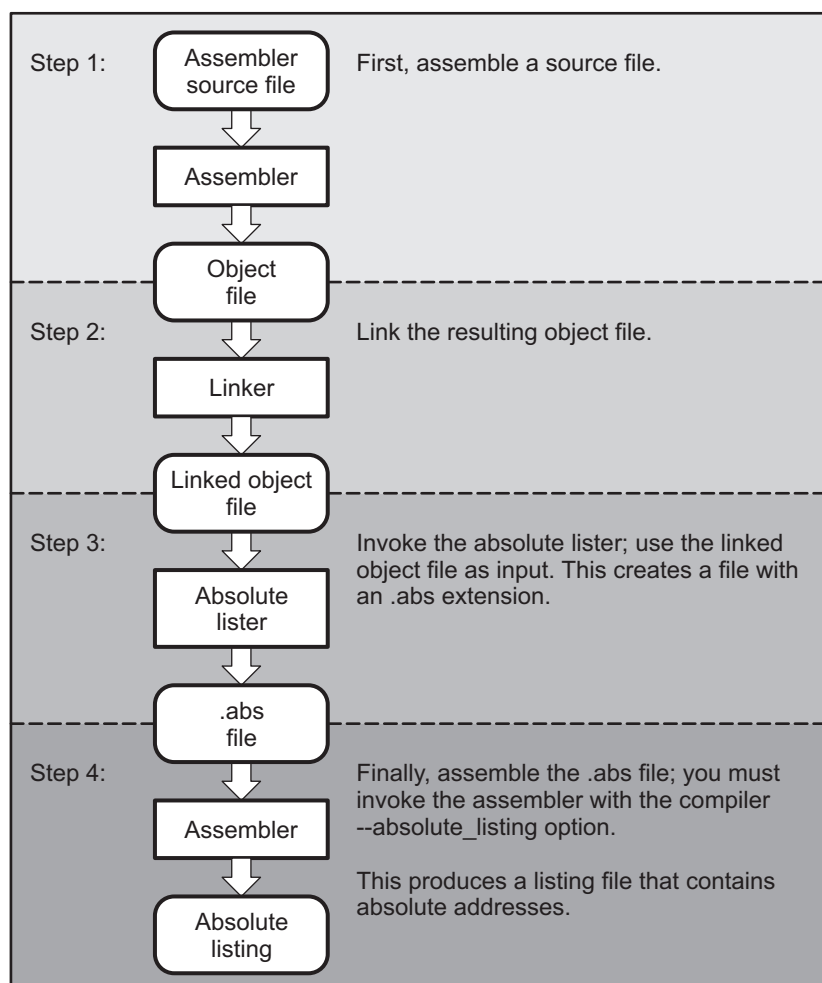 Step 1:
Assembler
source file
First, assemble a source file.
Assembler
Object
file
Step 2:
Link the resulting object file.
Linker
Linked object
file
Step 3:
Invoke the absolute lister; use the linked
object file as input. This creates a file with
an .abs extension.
Absolute
lister
.abs
file
Step 4:
Finally, assemble the .abs file; you must
invoke the assembler with the compiler
--absolute_listing option.
Assembler
This produces a listing file that contains
absolute addresses.
Absolute
listing